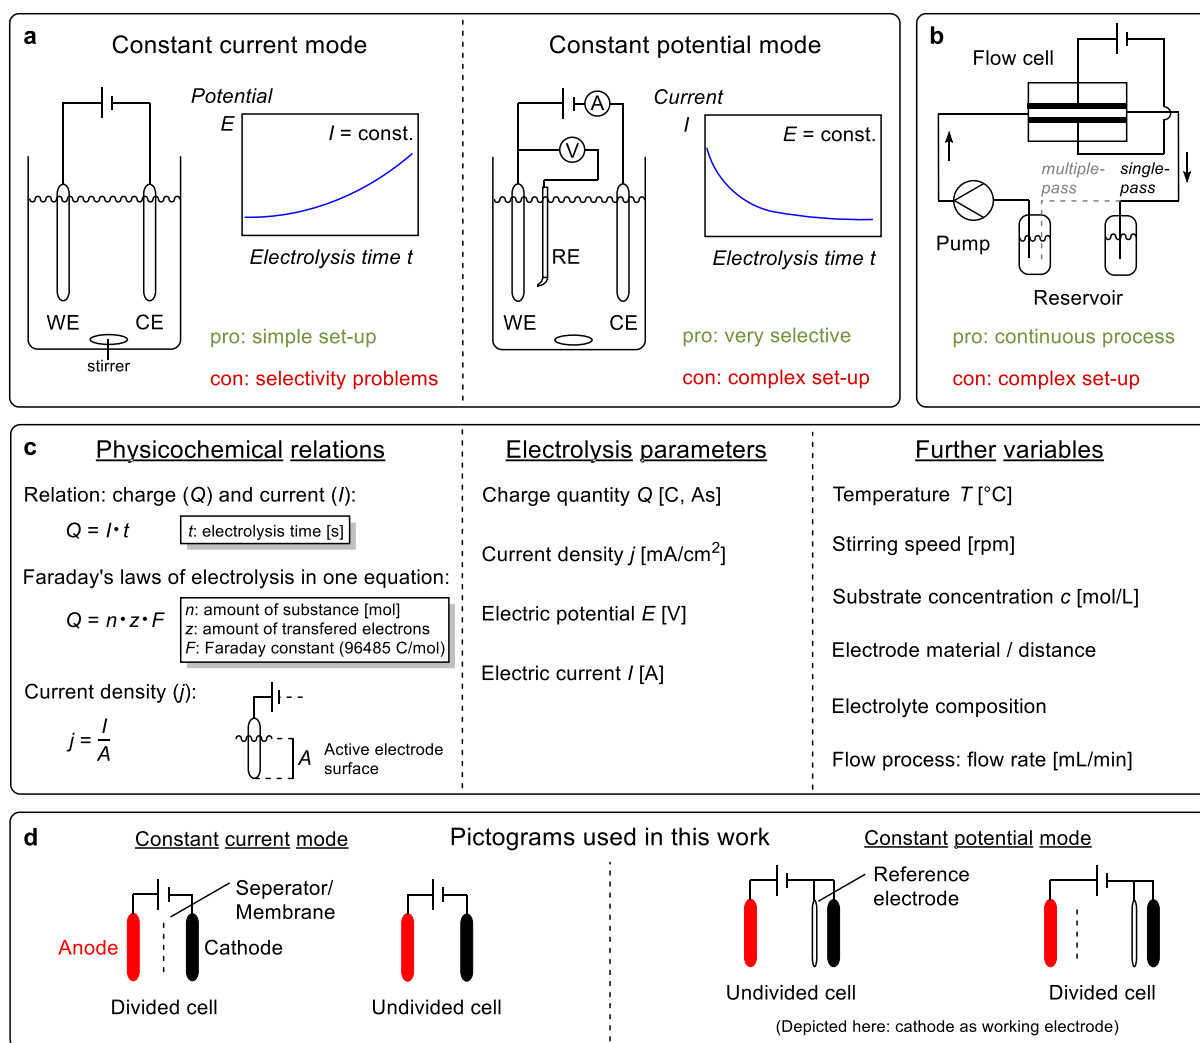 a
Constant current mode
Potential
E
I = const.
Electrolysis time t
WE
CE
stirrer
pro: simple set-up
con: selectivity problems
Constant potential mode
A
V
Current
I
E = const.
Electrolysis time t
RE
WE
CE
pro: very selective
con: complex set-up
b
Flow cell
multiple-
pass
single-
pass
Pump
Reservoir
pro: continuous process
con: complex set-up
c
Physicochemical relations
Relation: charge (Q) and current (I):
Q = I · t
t: electrolysis time [s]
Faraday's laws of electrolysis in one equation:
Q = n · z · F
n: amount of substance [mol]
z: amount of transfered electrons
F: Faraday constant (96485 C/mol)
Current density (j):
j = I/A
A
Active electrode
surface
Electrolysis parameters
Charge quantity Q [C, As]
Current density j [mA/cm²]
Electric potential E [V]
Electric current I [A]
Further variables
Temperature T [°C]
Stirring speed [rpm]
Substrate concentration c [mol/L]
Electrode material / distance
Electrolyte composition
Flow process: flow rate [mL/min]
d
Pictograms used in this work
Constant current mode
Seperator/
Membrane
Anode
Cathode
Divided cell
Undivided cell
Constant potential mode
Reference
electrode
Undivided cell
Divided cell
(Depicted here: cathode as working electrode)